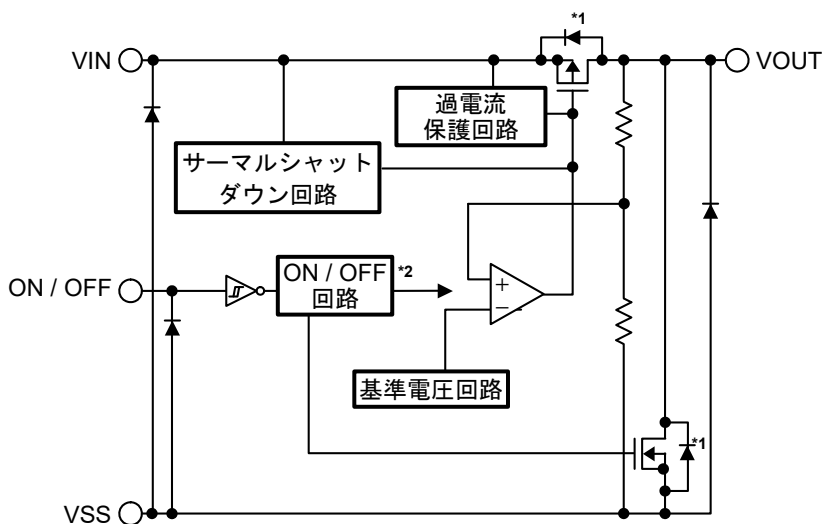 *1
VIN
VOUT
過電流
保護回路
サーマルシャット
ダウン回路
ON / OFF
ON / OFF
回路
*2
+
−
基準電圧回路
*1
VSS